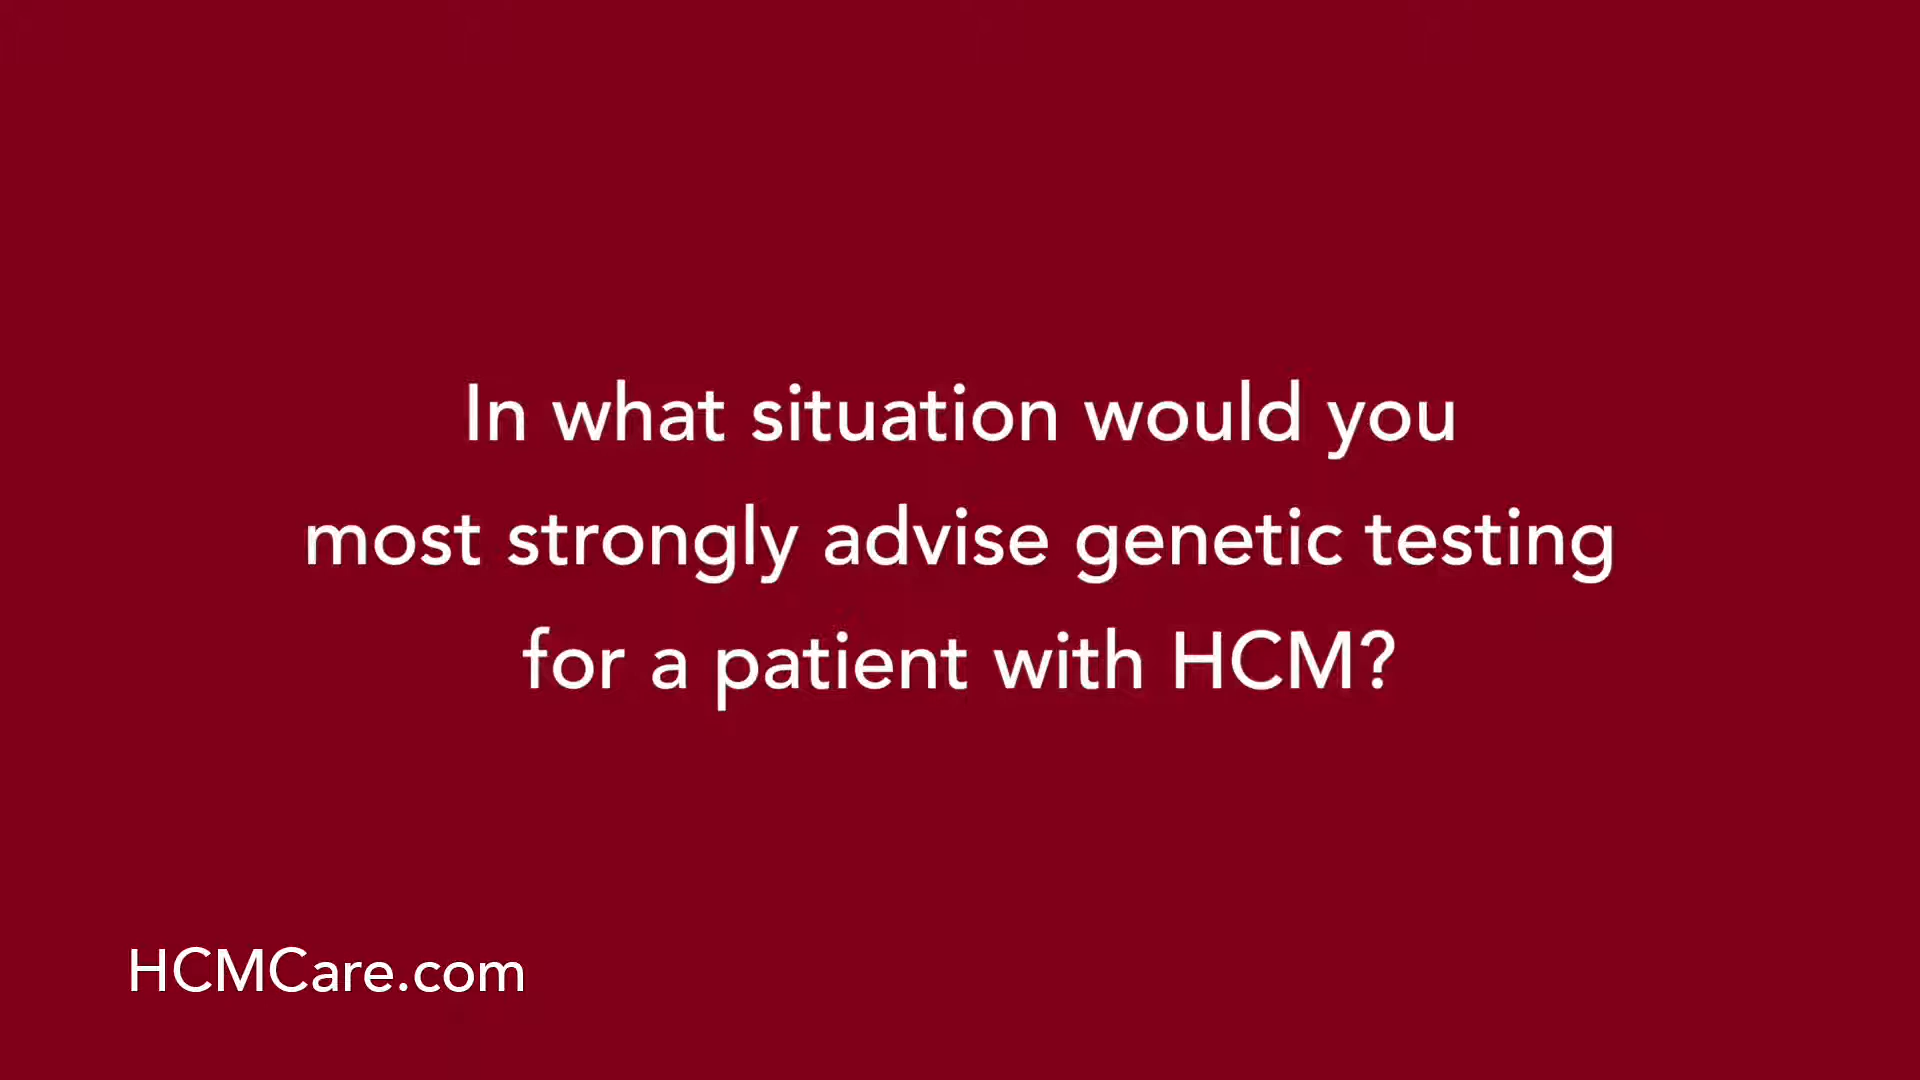 In what situation would you
most strongly advise genetic testing
for a patient with HCM?
HCMCare.com